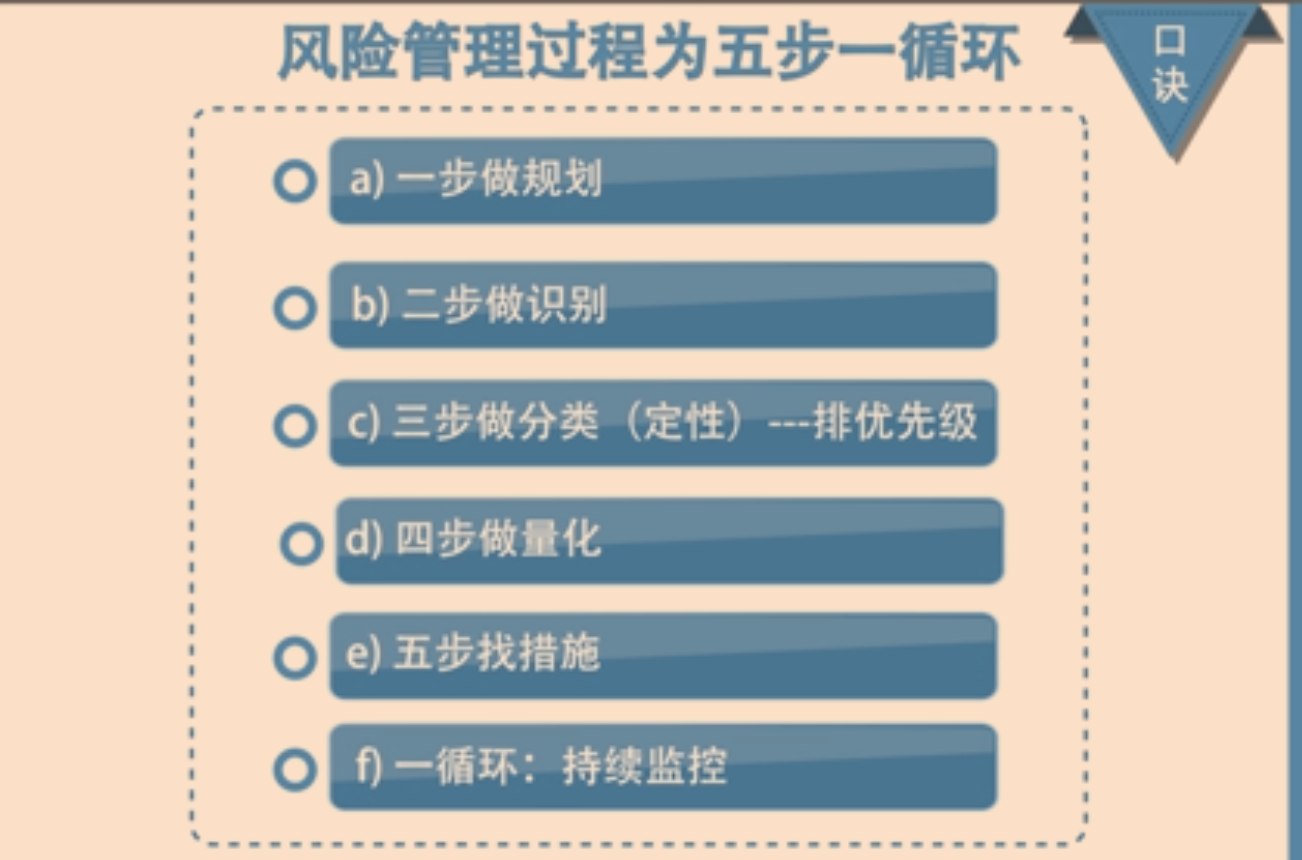 风险管理过程为五步一循环
口
诀
a) 一步做规划
b) 二步做识别
c) 三步做分类（定性）---排优先级
d) 四步做量化
e) 五步找措施
f) 一循环：持续监控